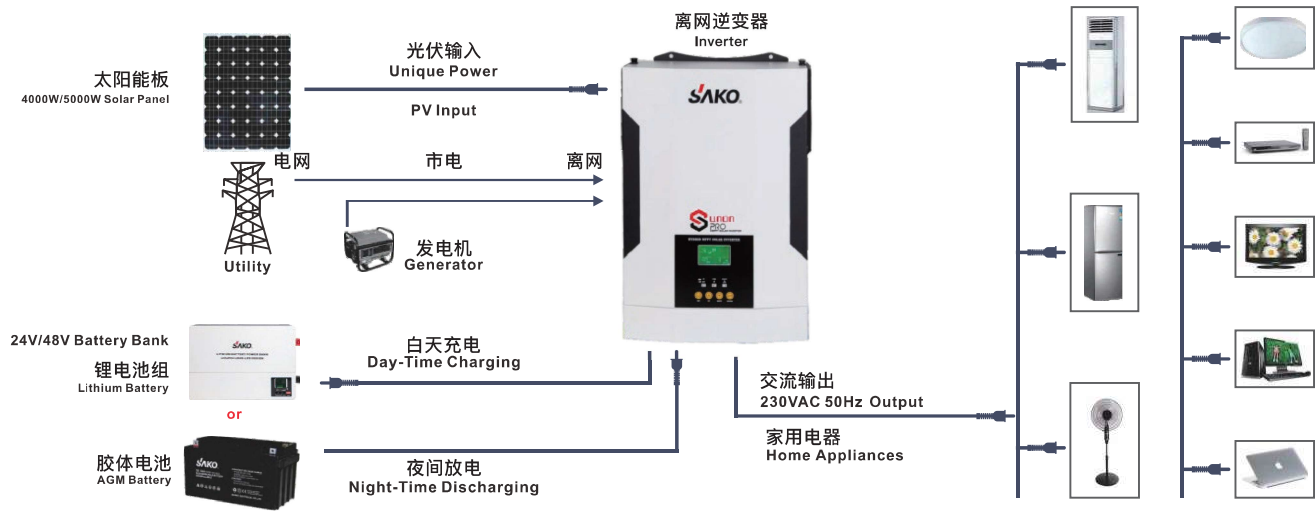 离网逆变器
Inverter
太阳能板
4000W/5000W Solar Panel
光伏输入
Unique Power
PV Input
SAKO
电网
市电
离网
Utility
发电机
Generator
PRO
24V/48V Battery Bank
锂电池组
Lithium Battery
SAKO
or
胶体电池
AGM Battery
SAKO
白天充电
Day-Time Charging
夜间放电
Night-Time Discharging
交流输出
230VAC 50Hz Output
家用电器
Home Appliances